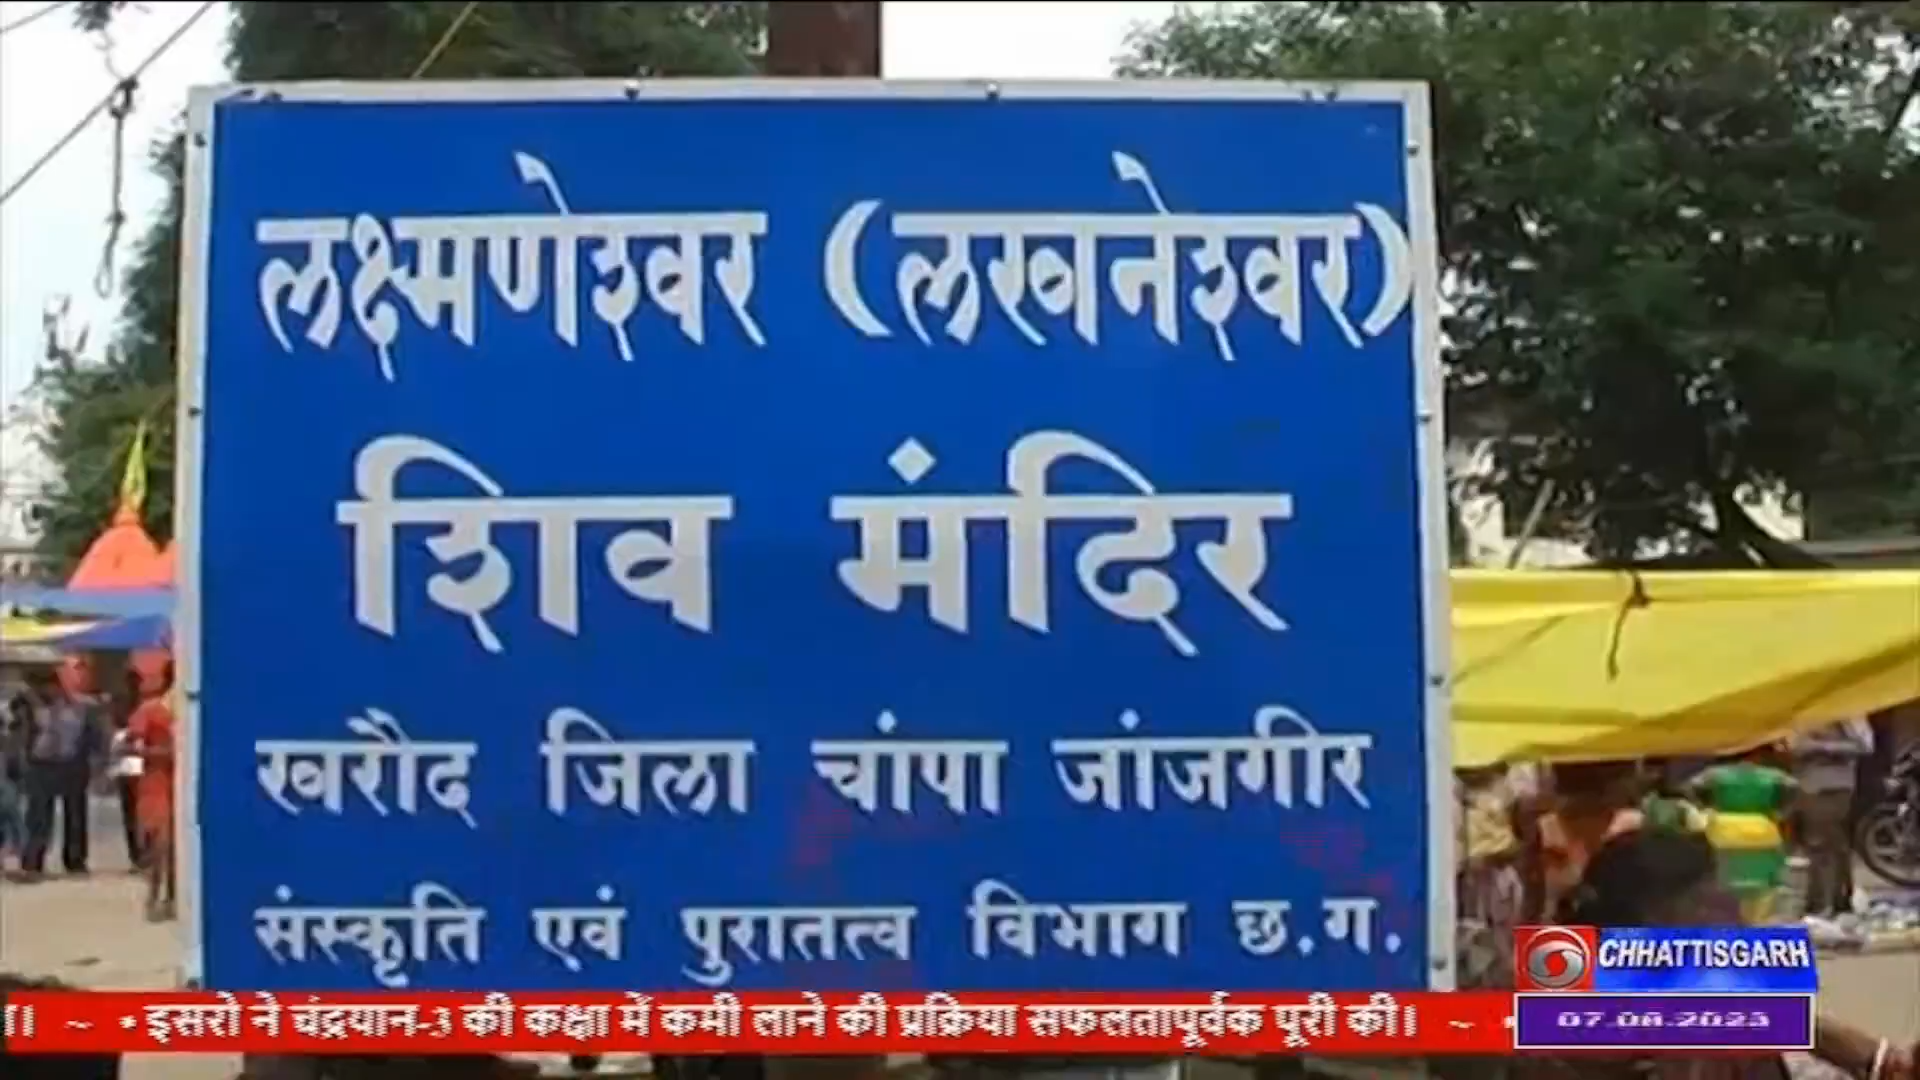 लक्ष्मणेश्वर (लखनेश्वर)
शिव मंदिर
खरौद जिला चांपा जांजगीर
संस्कृति एवं पुरातत्व विभाग छ.ग.
CHHATTISGARH
~ • इसरो ने चंद्रयान-3 की कक्षा में कमी लाने की प्रक्रिया सफलतापूर्वक पूरी की। ~
07.08.2023